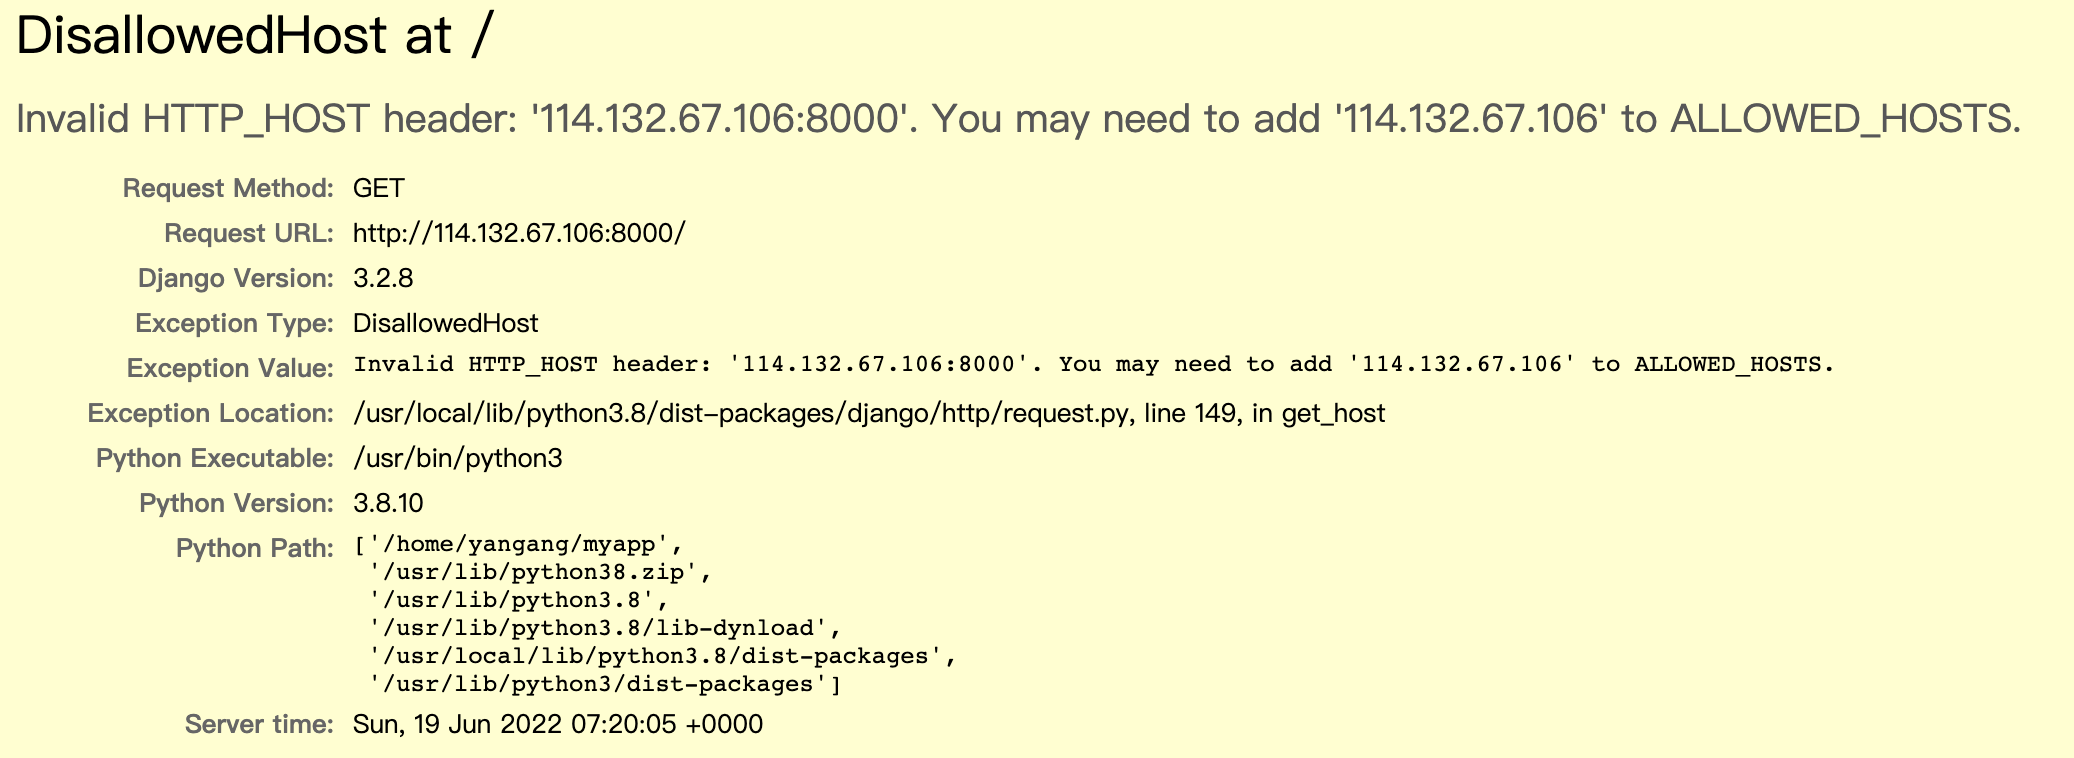 DisallowedHost at /
Invalid HTTP_HOST header: '114.132.67.106:8000'. You may need to add '114.132.67.106' to ALLOWED_HOSTS.
Request Method: GET
Request URL: http://114.132.67.106:8000/
Django Version: 3.2.8
Exception Type: DisallowedHost
Exception Value: Invalid HTTP_HOST header: '114.132.67.106:8000'. You may need to add '114.132.67.106' to ALLOWED_HOSTS.
Exception Location: /usr/local/lib/python3.8/dist-packages/django/http/request.py, line 149, in get_host
Python Executable: /usr/bin/python3
Python Version: 3.8.10
Python Path: ['/home/yangang/myapp',
'/usr/lib/python38.zip',
'/usr/lib/python3.8',
'/usr/lib/python3.8/lib-dynload',
'/usr/local/lib/python3.8/dist-packages',
'/usr/lib/python3/dist-packages']
Server time: Sun, 19 Jun 2022 07:20:05 +0000